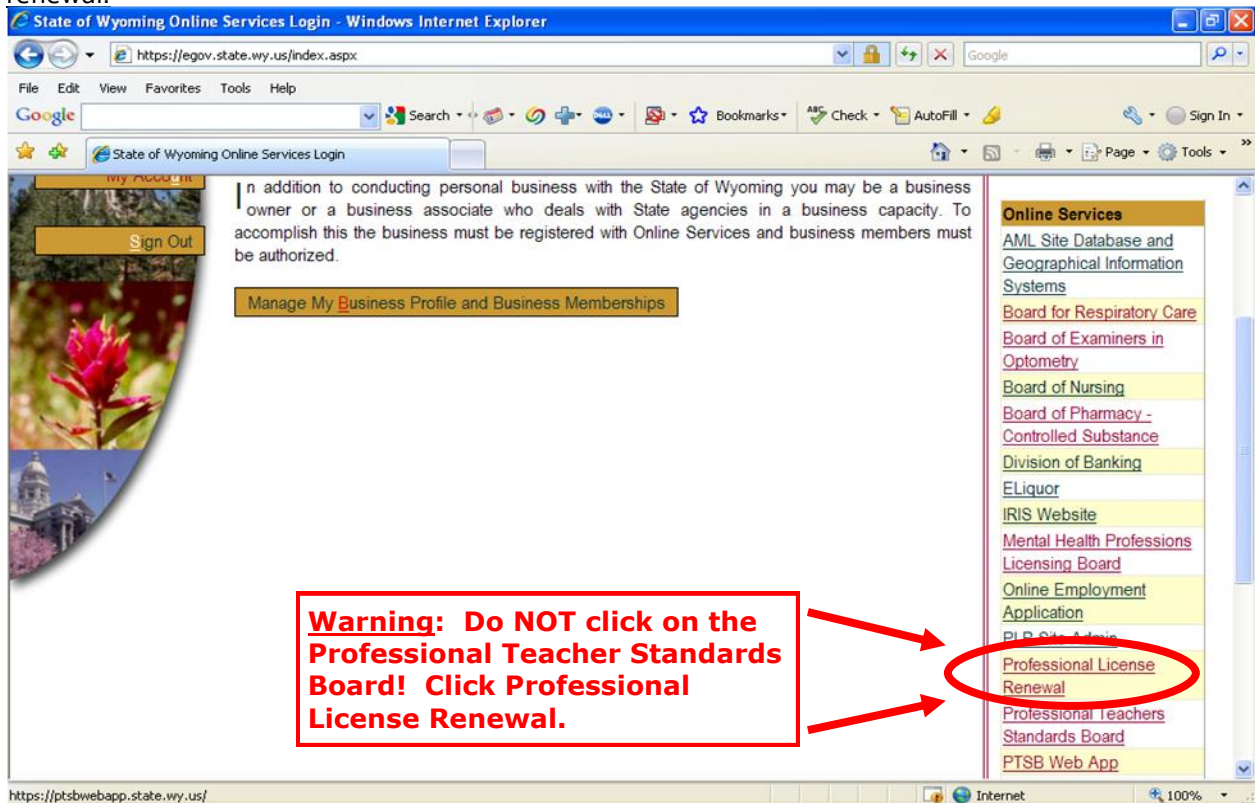 renewal.
State of Wyoming Online Services Login - Windows Internet Explorer
https://egov.state.wy.us/index.aspx
Google
File Edit View Favorites Tools Help
Google
Search
Bookmarks
Check
AutoFill
Sign In
State of Wyoming Online Services Login
Page
Tools
My Account
Sign Out
In addition to conducting personal business with the State of Wyoming you may be a business
owner or a business associate who deals with State agencies in a business capacity. To
accomplish this the business must be registered with Online Services and business members must
be authorized.
Manage My Business Profile and Business Memberships
Online Services
AML Site Database and
Geographical Information
Systems
Board for Respiratory Care
Board of Examiners in
Optometry
Board of Nursing
Board of Pharmacy -
Controlled Substance
Division of Banking
ELiquor
IRIS Website
Mental Health Professions
Licensing Board
Online Employment
Application
PLR Site Admin
Professional License
Renewal
Professional Teachers
Standards Board
PTSB Web App
Warning: Do NOT click on the
Professional Teacher Standards
Board! Click Professional
License Renewal.
https://ptsbwebapp.state.wy.us/
Internet
100%